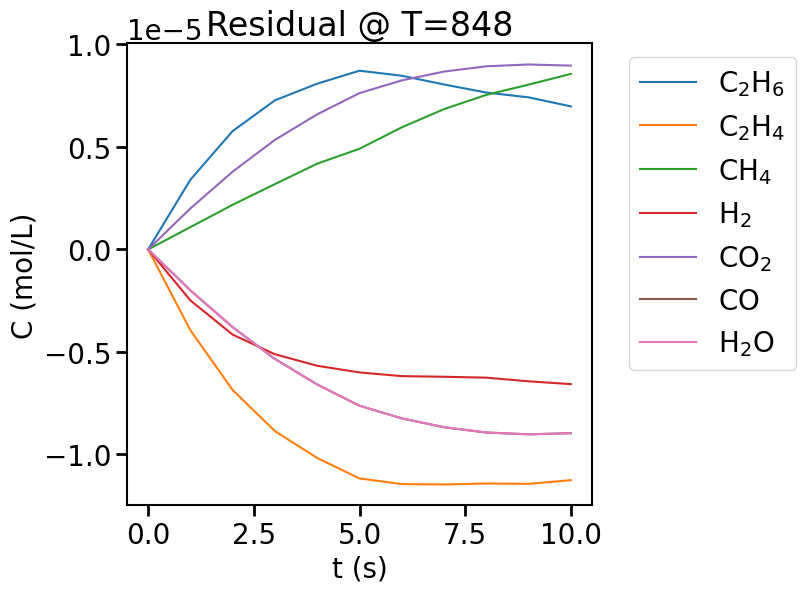 1e−5 Residual @ T=848
1.0
0.5
0.0
−0.5
−1.0
C (mol/L)
0.0 2.5 5.0 7.5 10.0
t (s)
C₂H₆
C₂H₄
CH₄
H₂
CO₂
CO
H₂O